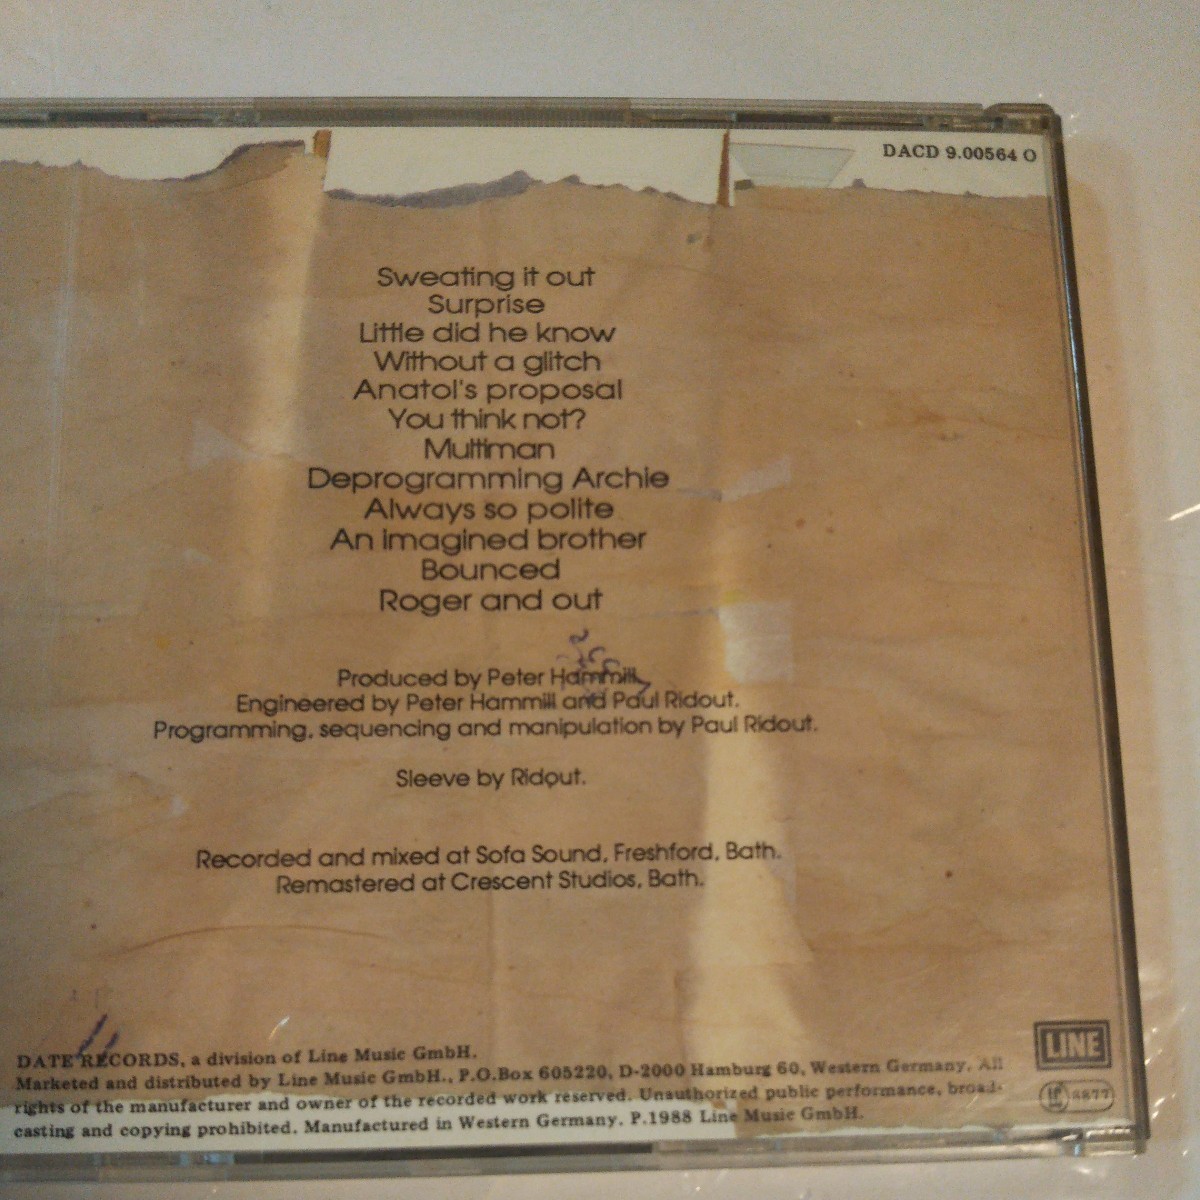 DACD 9.00564 O
Sweating it out
Surprise
Little did he know
Without a glitch
Anatol's proposal
You think not?
Multiman
Deprogramming Archie
Always so polite
An imagined brother
Bounced
Roger and out
Produced by Peter Hammill.
Engineered by Peter Hammill and Paul Ridout.
Programming, sequencing and manipulation by Paul Ridout.
Sleeve by Ridout.
Recorded and mixed at Sofa Sound, Freshford, Bath.
Remastered at Crescent Studios, Bath.
LINE
DATE RECORDS, a division of Line Music GmbH.
Marketed and distributed by Line Music GmbH., P.O.Box 605220, D-2000 Hamburg 60, Western Germany. All
rights of the manufacturer and owner of the recorded work reserved. Unauthorized public performance, broad-
casting and copying prohibited. Manufactured in Western Germany. P.1988 Line Music GmbH.